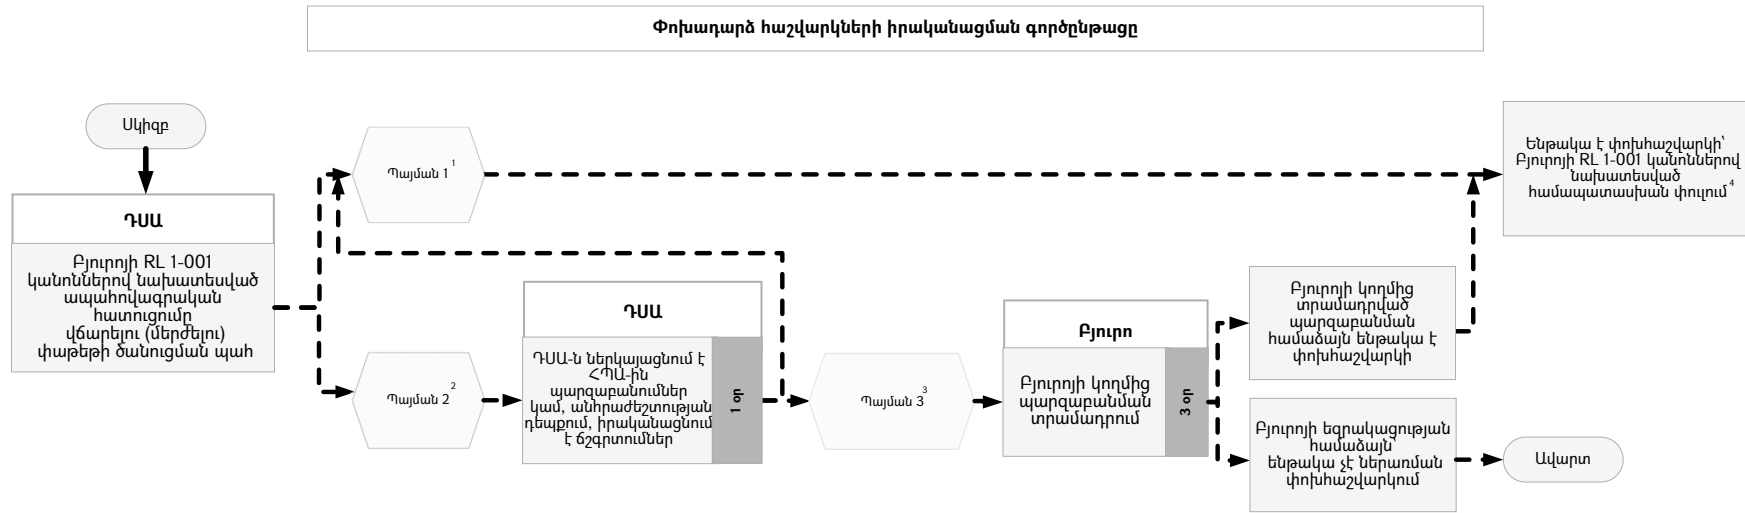 Փոխադարձ հաշվարկների իրականացման գործընթացը
Սկիզբ
ԴՍԱ
Բյուրոյի RL 1-001
կանոններով նախատեսված
ապահովագրական
հատուցումը
վճարելու (մերժելու)
փաթեթի ծանուցման պահ
Պայման 1 1
Պայման 2 2
ԴՍԱ
ԴՍԱ-ն ներկայացնում է
ՀՊԱ-ին
պարզաբանումներ
կամ, անհրաժեշտության
դեպքում, իրականացնում
է ճշգրտումներ
1 օր
Պայման 3 3
Բյուրո
Բյուրոյի կողմից
պարզաբանման
տրամադրում
3 օր
Բյուրոյի կողմից
տրամադրված
պարզաբանման
համաձայն ենթակա է
փոխհաշվարկի
Բյուրոյի եզրակացության
համաձայն՝
ենթակա չէ ներառման
փոխհաշվարկում
Ենթակա է փոխհաշվարկի՝
Բյուրոյի RL 1-001 կանոններով
նախատեսված
համապատասխան փուլում 4
Ավարտ